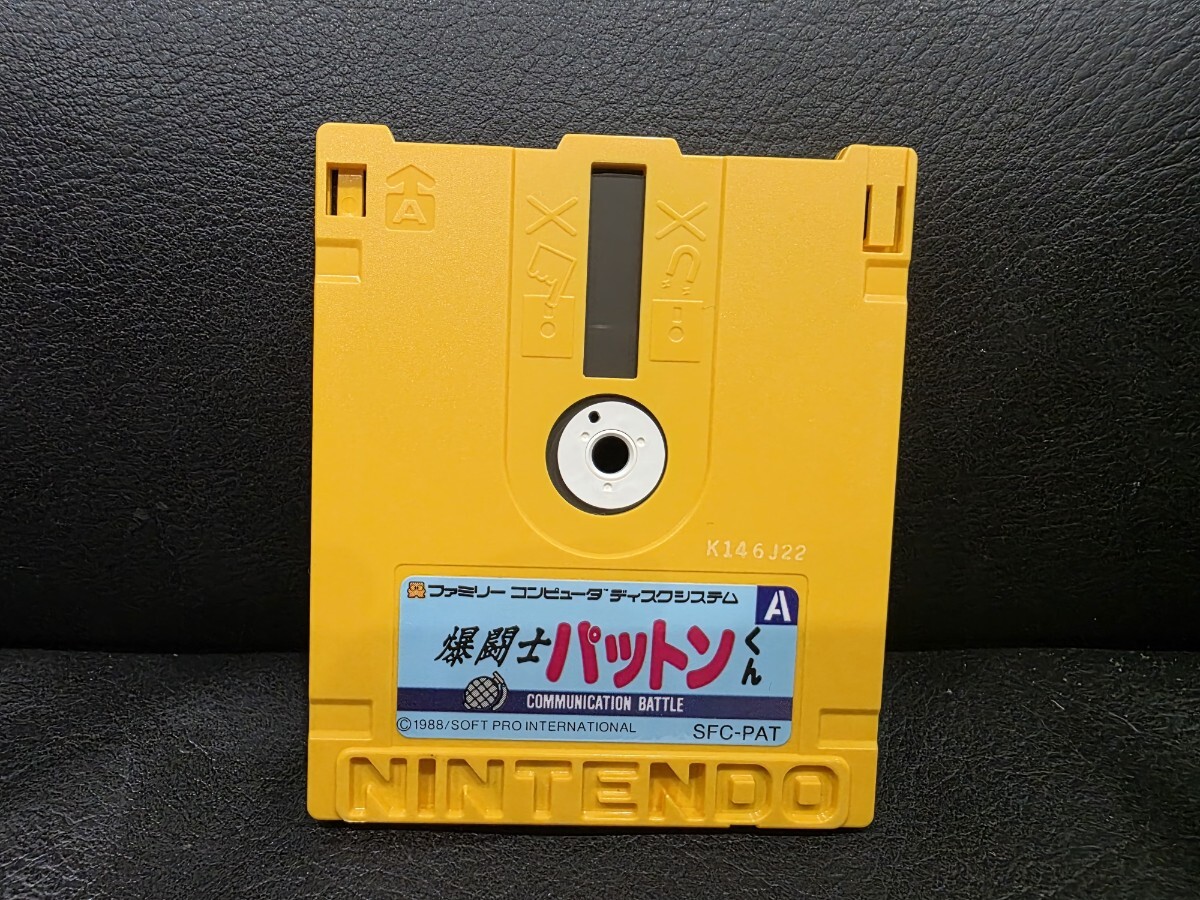 A
K146J22
ファミリー コンピュータ™ ディスクシステム
A
爆闘士パットンくん
COMMUNICATION BATTLE
©1988/SOFT PRO INTERNATIONAL
SFC-PAT
NINTENDO